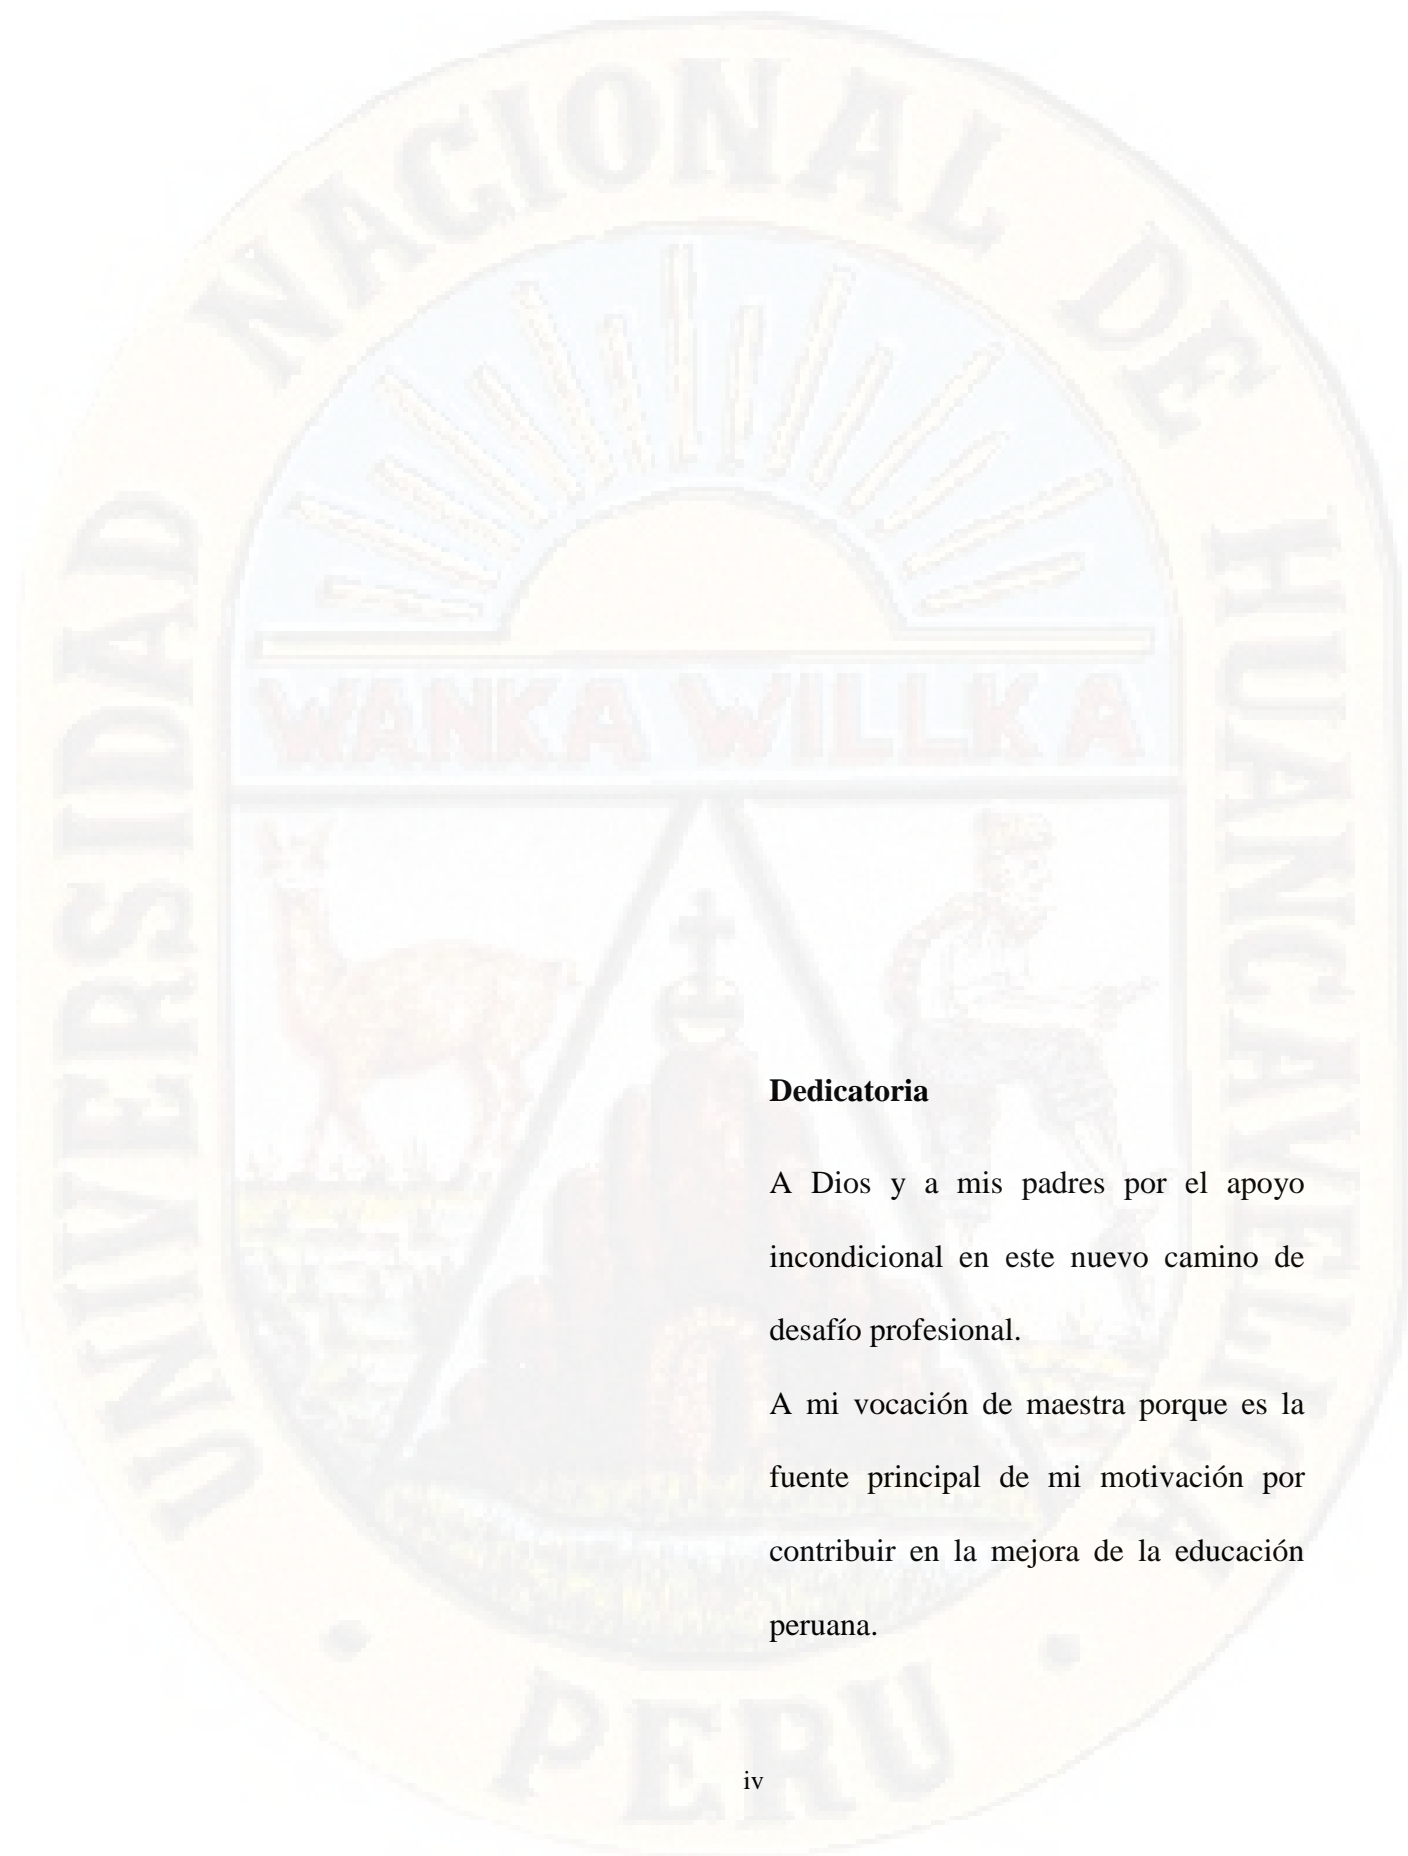 UNIVERSIDAD NACIONAL DE HUANCAVELICA
WANKA WILLKA
Dedicatoria
A Dios y a mis padres por el apoyo
incondicional en este nuevo camino de
desafío profesional.
A mi vocación de maestra porque es la
fuente principal de mi motivación por
contribuir en la mejora de la educación
peruana.
PERU
iv